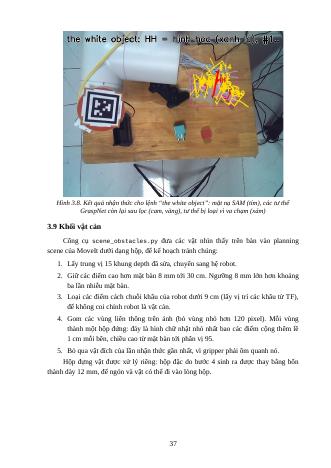 the white object: HH = hinh hoc (xanh
Hình 3.8. Kết quả nhận thức cho lệnh "the white object": mặt nạ SAM (tím), các tư thế
GraspNet còn lại sau lọc (cam, vàng), tư thế bị loại vì va chạm (xám)
3.9 Khối vật cản
Công cụ scene_obstacles.py đưa các vật nhìn thấy trên bàn vào planning
scene của MoveIt dưới dạng hộp, để kế hoạch tránh chúng:
1. Lấy trung vị 15 khung depth đã sửa, chuyển sang hệ robot.
2. Giữ các điểm cao hơn mặt bàn 8 mm tới 30 cm. Ngưỡng 8 mm lớn hơn khoảng
ba lần nhiễu mặt bàn.
3. Loại các điểm cách chuỗi khâu của robot dưới 9 cm (lấy vị trí các khâu từ TF),
để không coi chính robot là vật cản.
4. Gom các vùng liên thông trên ảnh (bỏ vùng nhỏ hơn 120 pixel). Mỗi vùng
thành một hộp đứng: đáy là hình chữ nhật nhỏ nhất bao các điểm cộng thêm lề
1 cm mỗi bên, chiều cao từ mặt bàn tới phân vị 95.
5. Bỏ qua vật đích của lần nhận thức gần nhất, vì gripper phải ôm quanh nó.
Hộp đựng vật được xử lý riêng: hộp đặc do bước 4 sinh ra được thay bằng bốn
thành dày 12 mm, để ngón và vật có thể đi vào lòng hộp.
37